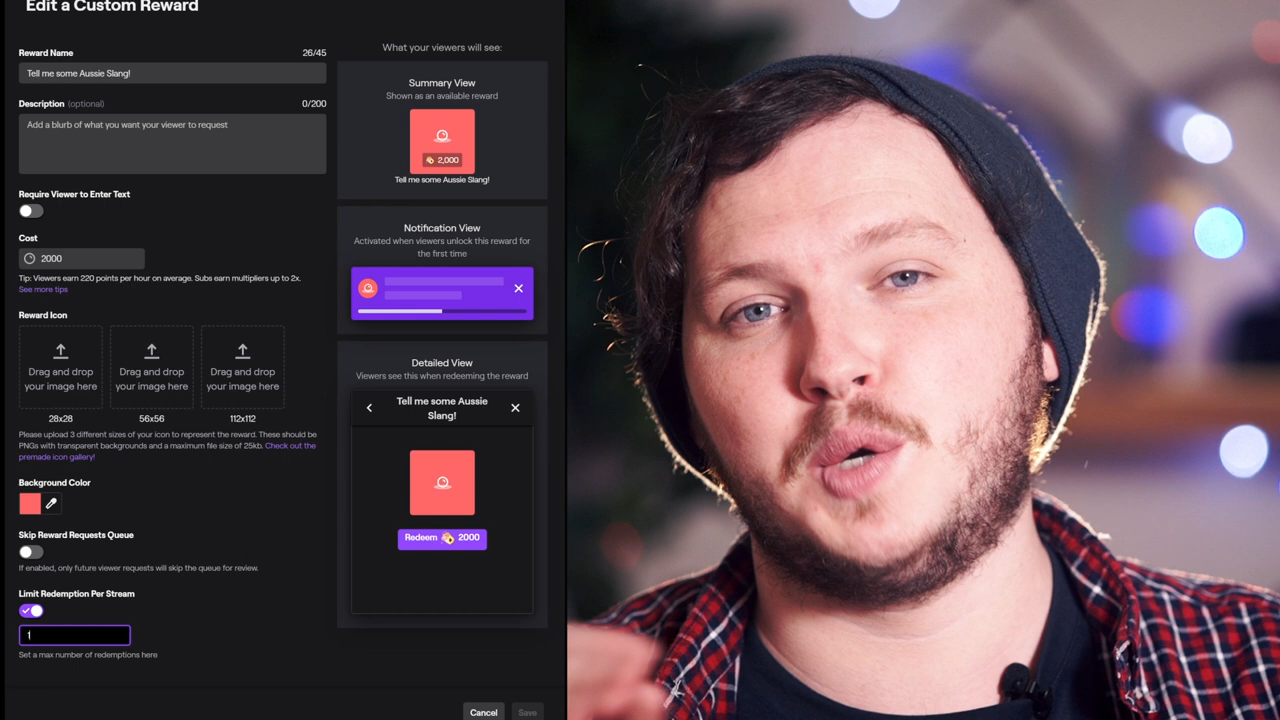 Edit a Custom Reward
Reward Name
26/45
Tell me some Aussie Slang!
Description (optional)
0/200
Add a blurb of what you want your viewer to request
Require Viewer to Enter Text
Cost
2000
Tip: Viewers earn 220 points per hour on average. Subs earn multipliers up to 2x.
See more tips
Reward Icon
Drag and drop
your image here
Drag and drop
your image here
Drag and drop
your image here
28x28
56x56
112x112
Please upload 3 different sizes of your icon to represent the reward. These should be
PNGs with transparent backgrounds and a maximum file size of 25kb. Check out the
premade icon gallery!
Background Color
Skip Reward Requests Queue
If enabled, only future viewer requests will skip the queue for review.
Limit Redemption Per Stream
1
Set a max number of redemptions here
What your viewers will see:
Summary View
Shown as an available reward
2,000
Tell me some Aussie Slang!
Notification View
Activated when viewers unlock this reward for
the first time
Detailed View
Viewers see this when redeeming the reward
Tell me some Aussie
Slang!
Redeem 2000
Cancel
Save